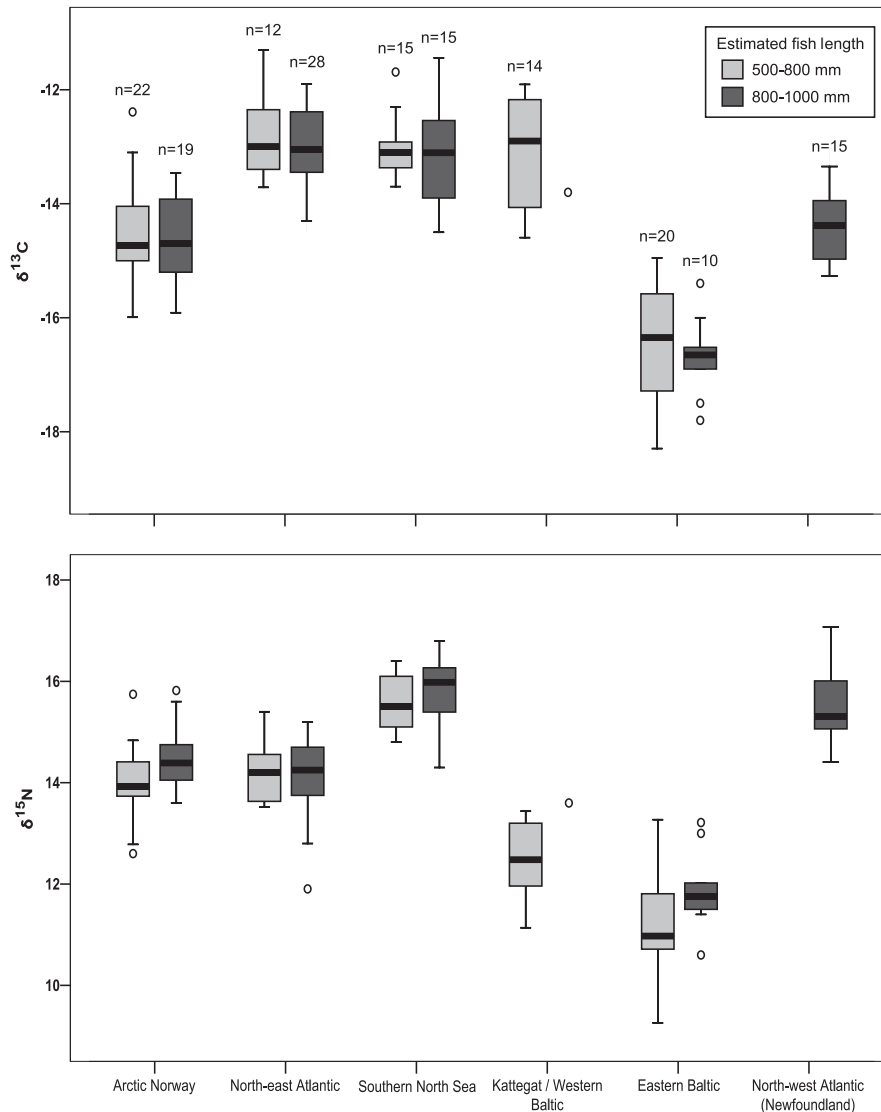 n=12
n=15
n=15
n=28
n=14
n=22
n=19
n=15
n=20
n=10
Estimated fish length
500-800 mm
800-1000 mm
-12
-14
-16
-18
δ13C
18
16
14
12
10
δ15N
Arctic Norway
North-east Atlantic
Southern North Sea
Kattegat / Western
Baltic
Eastern Baltic
North-west Atlantic
(Newfoundland)